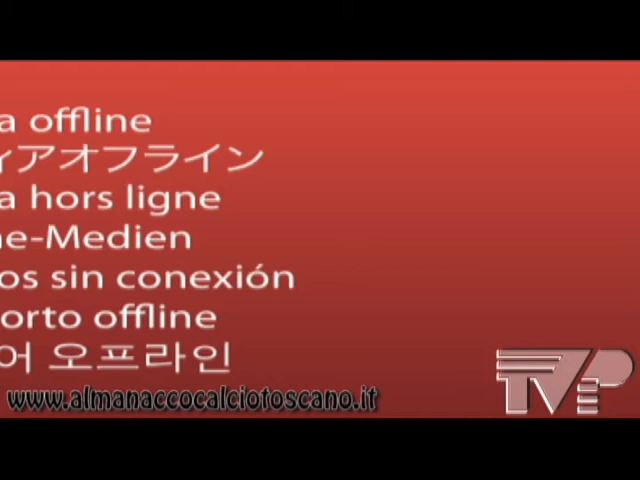 a offline
ィアオフライン
a hors ligne
ne-Medien
os sin conexión
orto offline
어 오프라인
www.almanaccocalciotoscano.it
TVP